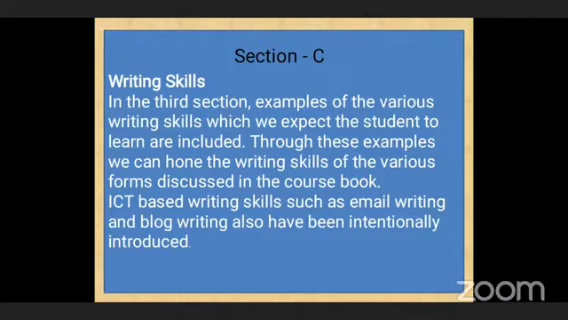 Section - C
Writing Skills
In the third section, examples of the various
writing skills which we expect the student to
learn are included. Through these examples
we can hone the writing skills of the various
forms discussed in the course book.
ICT based writing skills such as email writing
and blog writing also have been intentionally
introduced.
zoom